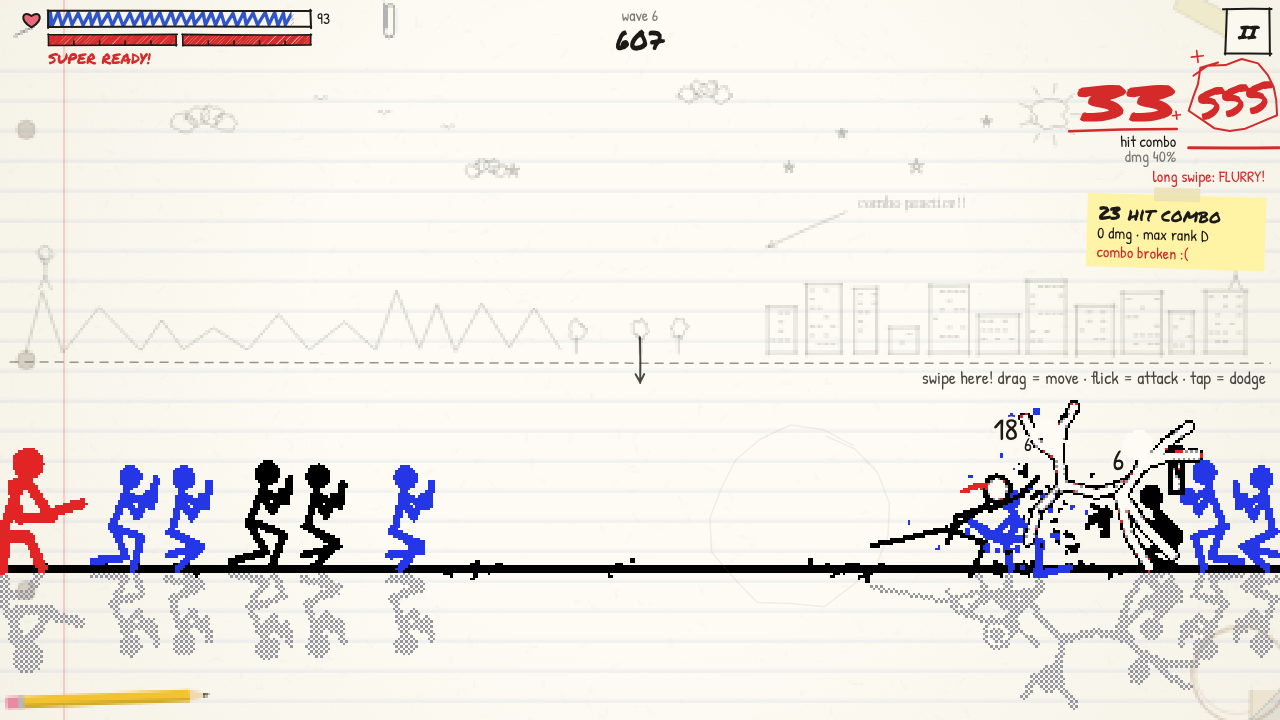 93
SUPER READY!
wave 6
607
II
33
SSS
hit combo
dmg 40%
long swipe: FLURRY!
combo practice!!
23 HIT COMBO
0 dmg · max rank D
combo broken :(
swipe here! drag = move · flick = attack · tap = dodge
18
6
6